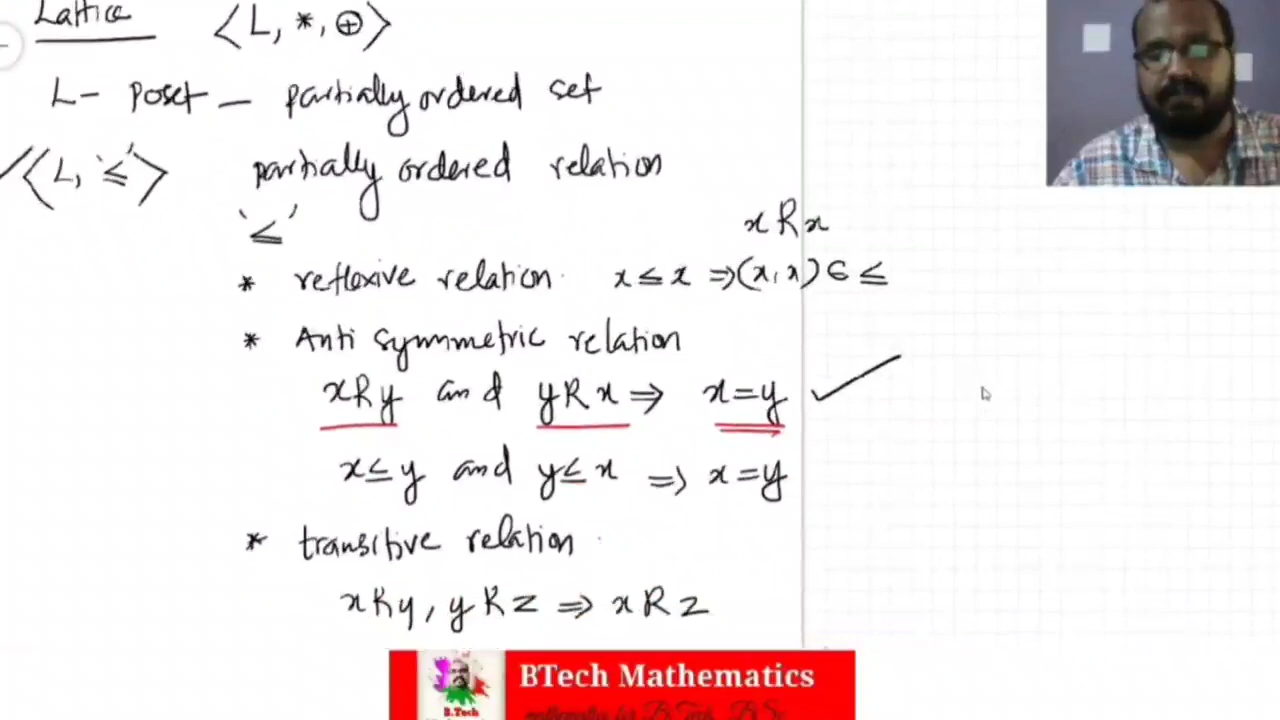 Lattice ⟨L, *, ⊕⟩
L - poset - partially ordered set
⟨L, '≤'⟩ partially ordered relation
'≤'
xRx
* reflexive relation. x ≤ x ⇒ (x, x) ∈ ≤
* Anti symmetric relation
xRy and yRx ⇒ x=y ✓
x≤y and y≤x ⇒ x=y
* transitive relation
xRy, yRz ⇒ xRz
BTech Mathematics
B.Tech